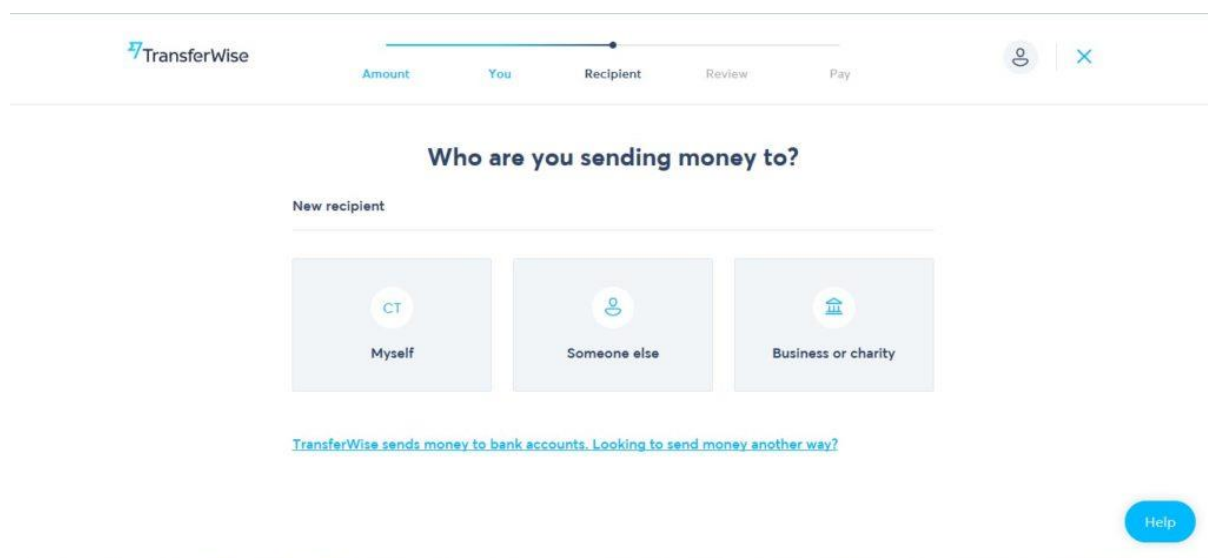 TransferWise
Amount You Recipient Review Pay
Who are you sending money to?
New recipient
CT
Myself Someone else Business or charity
TransferWise sends money to bank accounts. Looking to send money another way?
Help